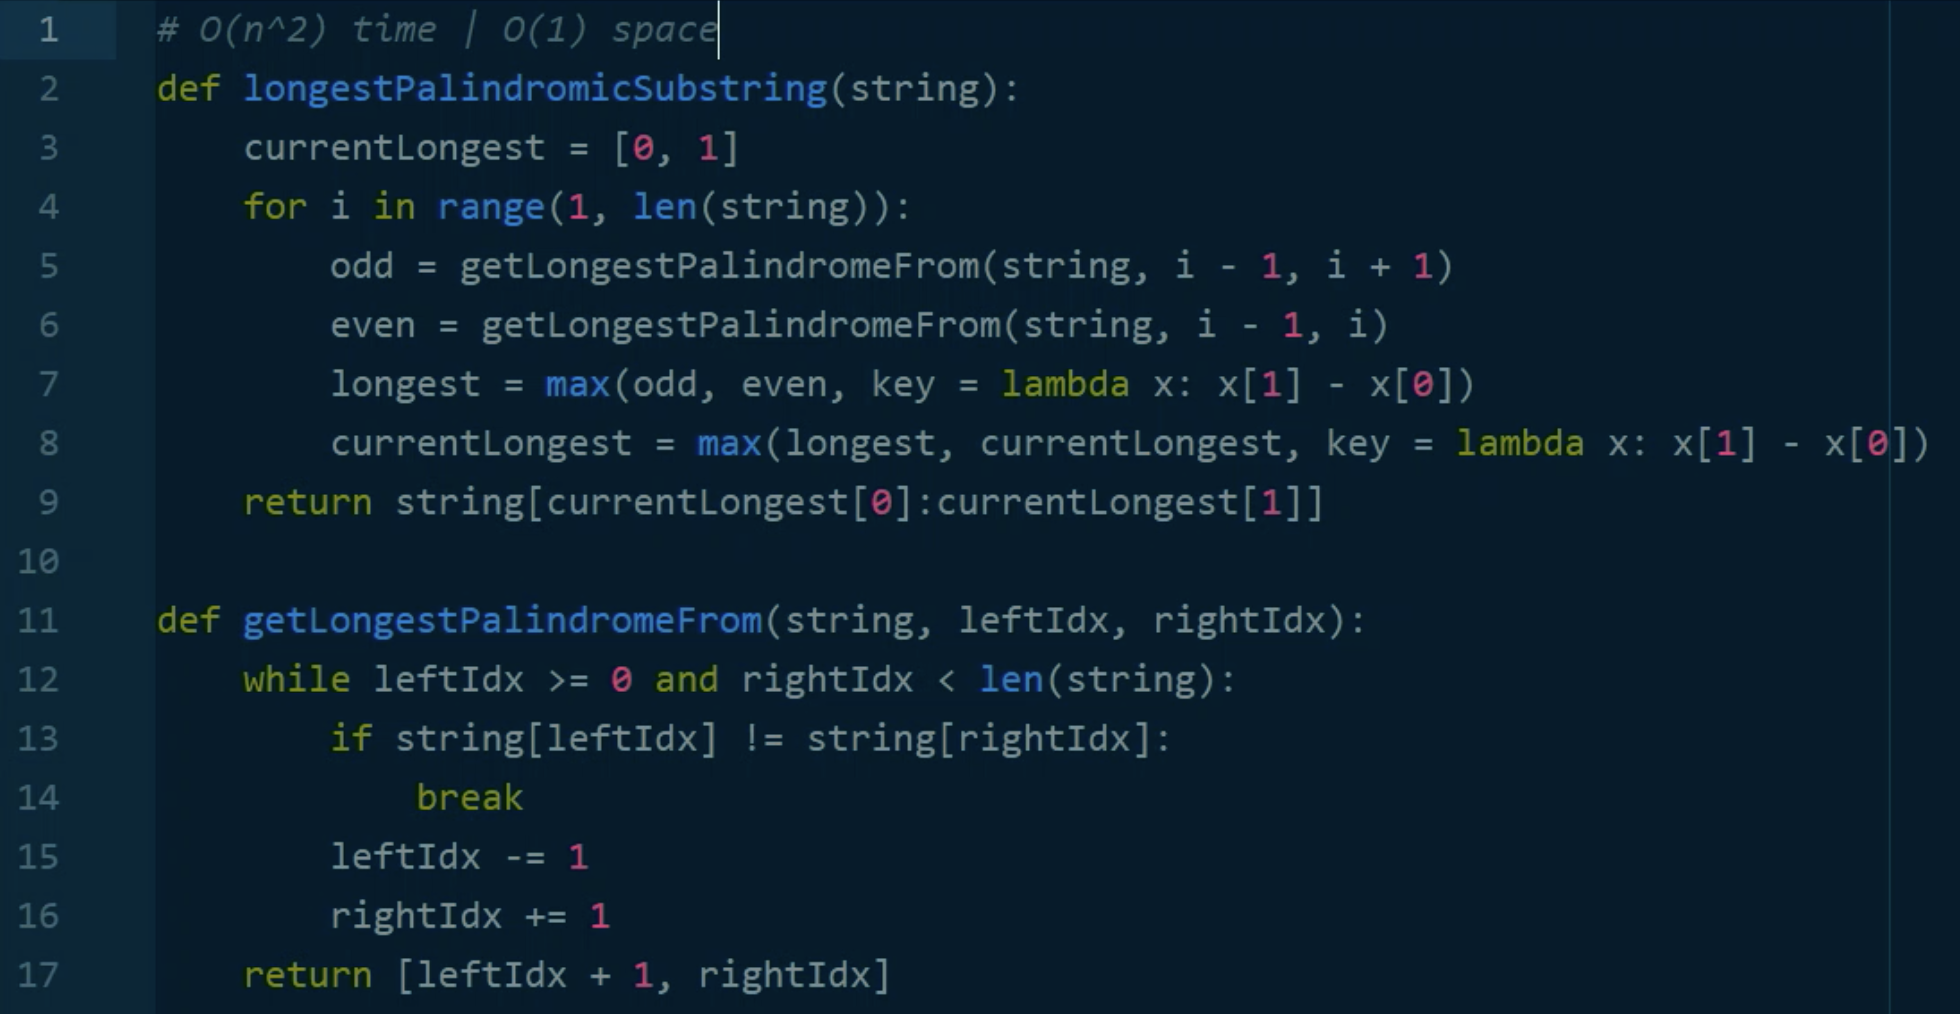 1 # O(n^2) time | O(1) space
2 def longestPalindromicSubstring(string):
3     currentLongest = [0, 1]
4     for i in range(1, len(string)):
5         odd = getLongestPalindromeFrom(string, i - 1, i + 1)
6         even = getLongestPalindromeFrom(string, i - 1, i)
7         longest = max(odd, even, key = lambda x: x[1] - x[0])
8         currentLongest = max(longest, currentLongest, key = lambda x: x[1] - x[0])
9     return string[currentLongest[0]:currentLongest[1]]
10
11 def getLongestPalindromeFrom(string, leftIdx, rightIdx):
12     while leftIdx >= 0 and rightIdx < len(string):
13         if string[leftIdx] != string[rightIdx]:
14             break
15         leftIdx -= 1
16         rightIdx += 1
17     return [leftIdx + 1, rightIdx]